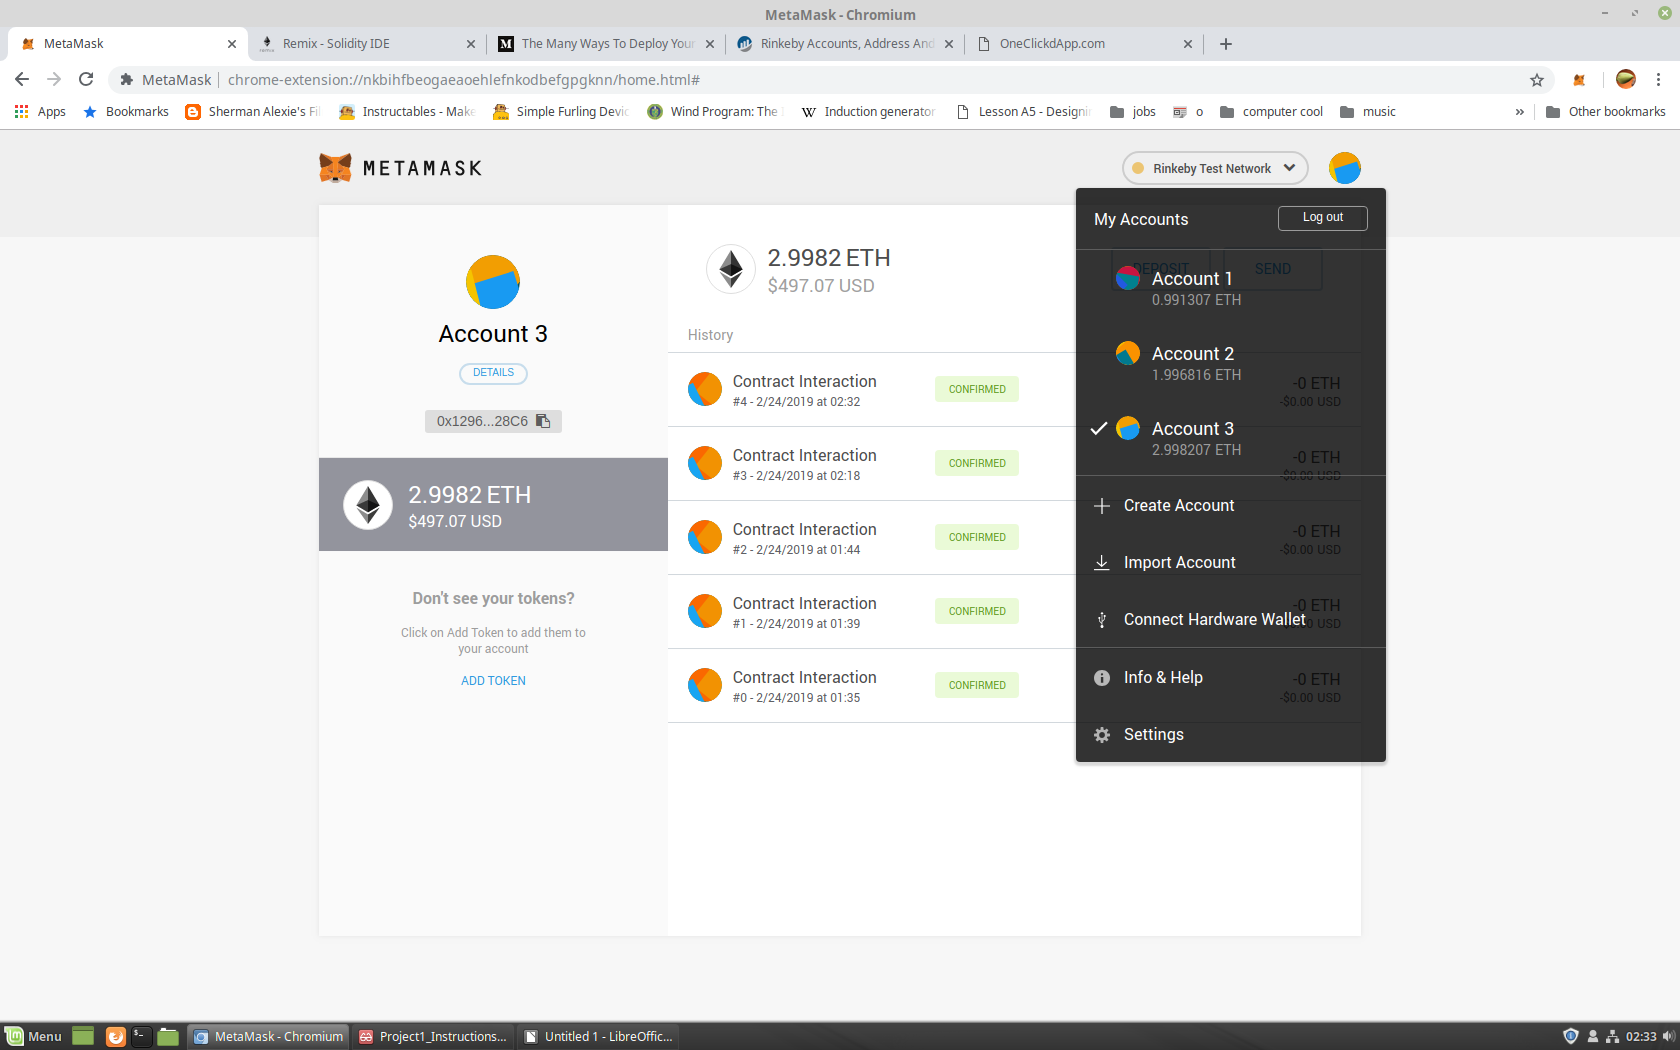 MetaMask - Chromium
MetaMask
Remix - Solidity IDE
The Many Ways To Deploy Your
Rinkeby Accounts, Address And
OneClickdApp.com
MetaMask
chrome-extension://nkbihfbeogaeaoehlefnkodbefgpgknn/home.html#
Apps
Bookmarks
Sherman Alexie's Fi
Instructables - Make
Simple Furling Devic
Wind Program: The
Induction generator
Lesson A5 - Designi
jobs
o
computer cool
music
»
Other bookmarks
METAMASK
Rinkeby Test Network
Account 3
DETAILS
0x1296...28C6
2.9982 ETH
$497.07 USD
Don't see your tokens?
Click on Add Token to add them to
your account
ADD TOKEN
2.9982 ETH
$497.07 USD
DEPOSIT
SEND
History
Contract Interaction
#4 - 2/24/2019 at 02:32
CONFIRMED
-0 ETH
-$0.00 USD
Contract Interaction
#3 - 2/24/2019 at 02:18
CONFIRMED
-0 ETH
-$0.00 USD
Contract Interaction
#2 - 2/24/2019 at 01:44
CONFIRMED
-0 ETH
-$0.00 USD
Contract Interaction
#1 - 2/24/2019 at 01:39
CONFIRMED
-0 ETH
Contract Interaction
#0 - 2/24/2019 at 01:35
CONFIRMED
-0 ETH
-$0.00 USD
My Accounts
Log out
Account 1
0.991307 ETH
Account 2
1.996816 ETH
Account 3
2.998207 ETH
Create Account
Import Account
Connect Hardware Wallet
Info & Help
Settings
Menu
MetaMask - Chromium
Project1_Instructions...
Untitled 1 - LibreOffic...
02:33